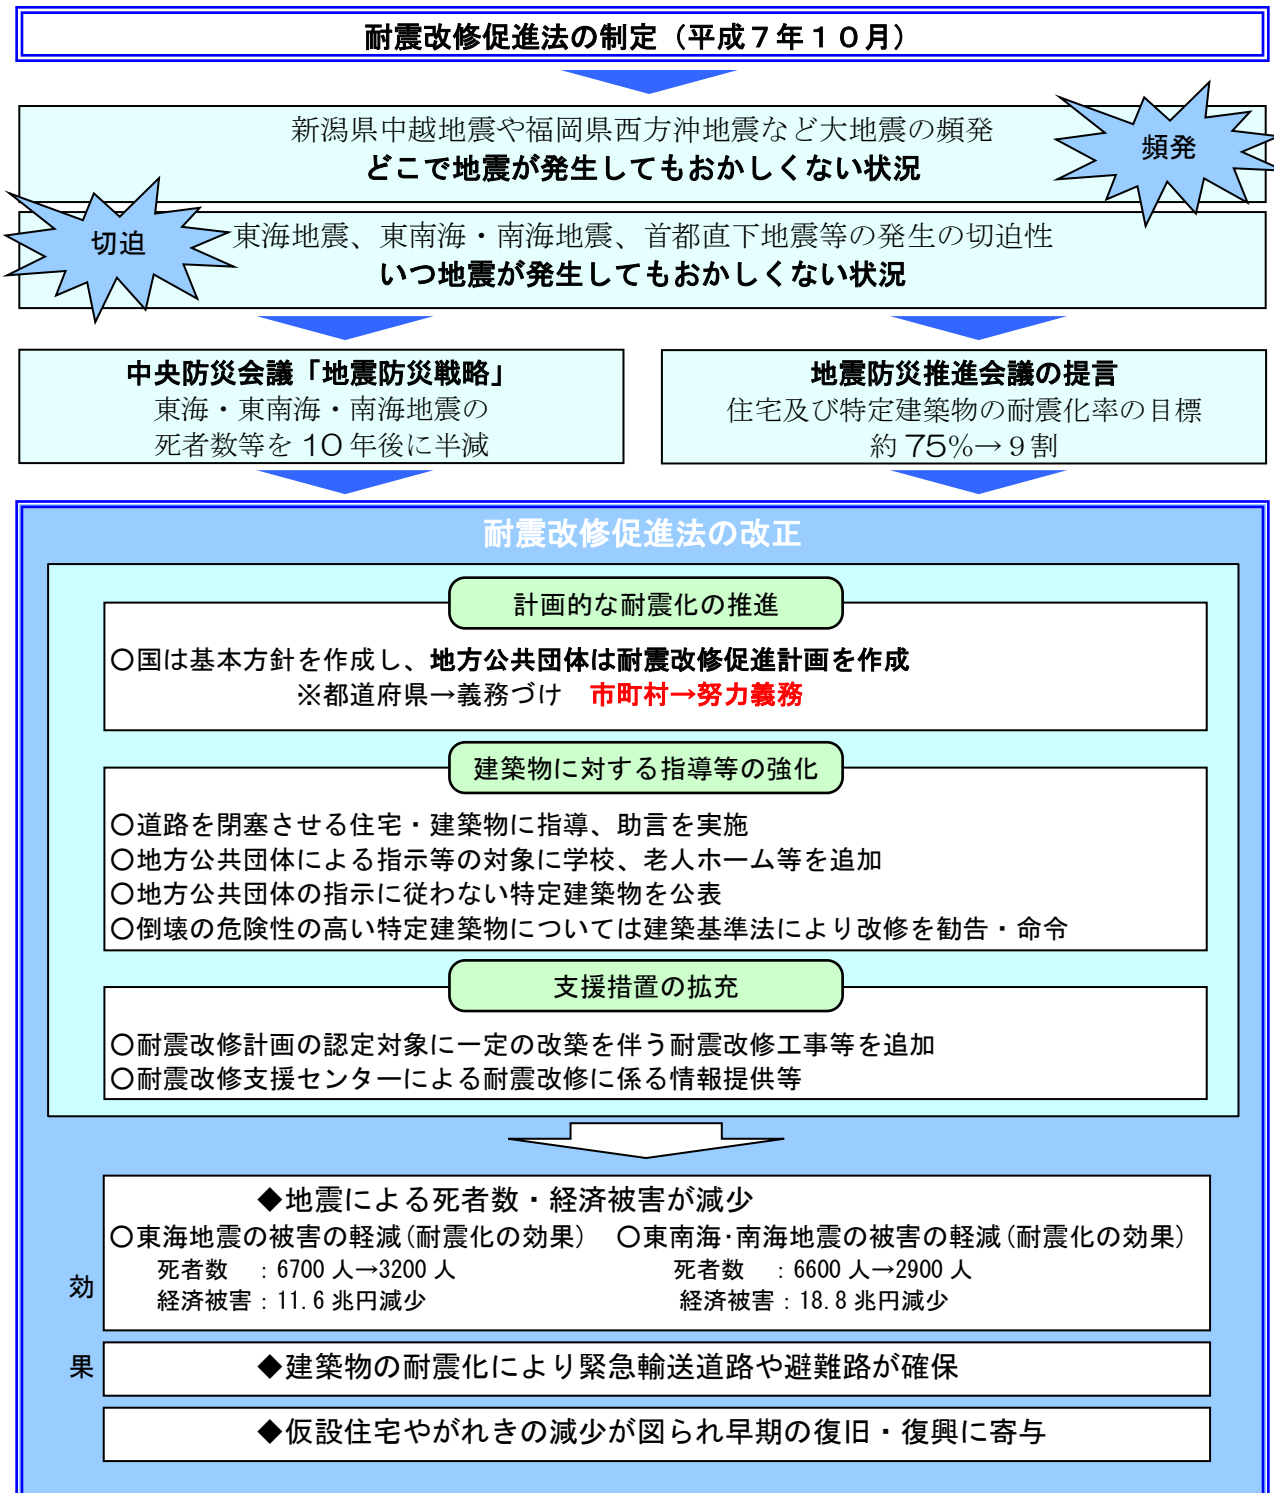 耐震改修促進法の制定（平成７年１０月）
新潟県中越地震や福岡県西方沖地震など大地震の頻発
どこで地震が発生してもおかしくない状況
頻発
切迫
東海地震、東南海・南海地震、首都直下地震等の発生の切迫性
いつ地震が発生してもおかしくない状況
中央防災会議「地震防災戦略」
東海・東南海・南海地震の
死者数等を10年後に半減
地震防災推進会議の提言
住宅及び特定建築物の耐震化率の目標
約75%→９割
耐震改修促進法の改正
計画的な耐震化の推進
○国は基本方針を作成し、地方公共団体は耐震改修促進計画を作成
※都道府県→義務づけ　市町村→努力義務
建築物に対する指導等の強化
○道路を閉塞させる住宅・建築物に指導、助言を実施
○地方公共団体による指示等の対象に学校、老人ホーム等を追加
○地方公共団体の指示に従わない特定建築物を公表
○倒壊の危険性の高い特定建築物については建築基準法により改修を勧告・命令
支援措置の拡充
○耐震改修計画の認定対象に一定の改築を伴う耐震改修工事等を追加
○耐震改修支援センターによる耐震改修に係る情報提供等
効果
◆地震による死者数・経済被害が減少
○東海地震の被害の軽減(耐震化の効果)
死者数　：6700人→3200人
経済被害：11.6兆円減少
○東南海･南海地震の被害の軽減(耐震化の効果)
死者数　：6600人→2900人
経済被害：18.8兆円減少
◆建築物の耐震化により緊急輸送道路や避難路が確保
◆仮設住宅やがれきの減少が図られ早期の復旧・復興に寄与